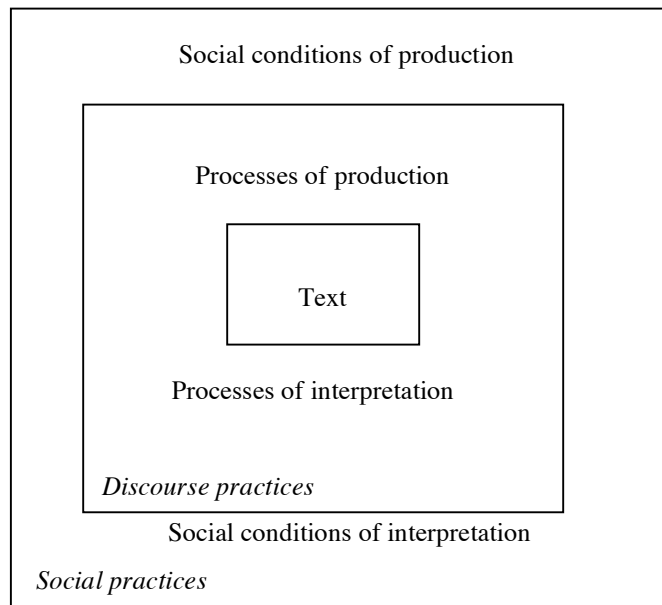 Social conditions of production
Processes of production
Text
Processes of interpretation
Discourse practices
Social conditions of interpretation
Social practices